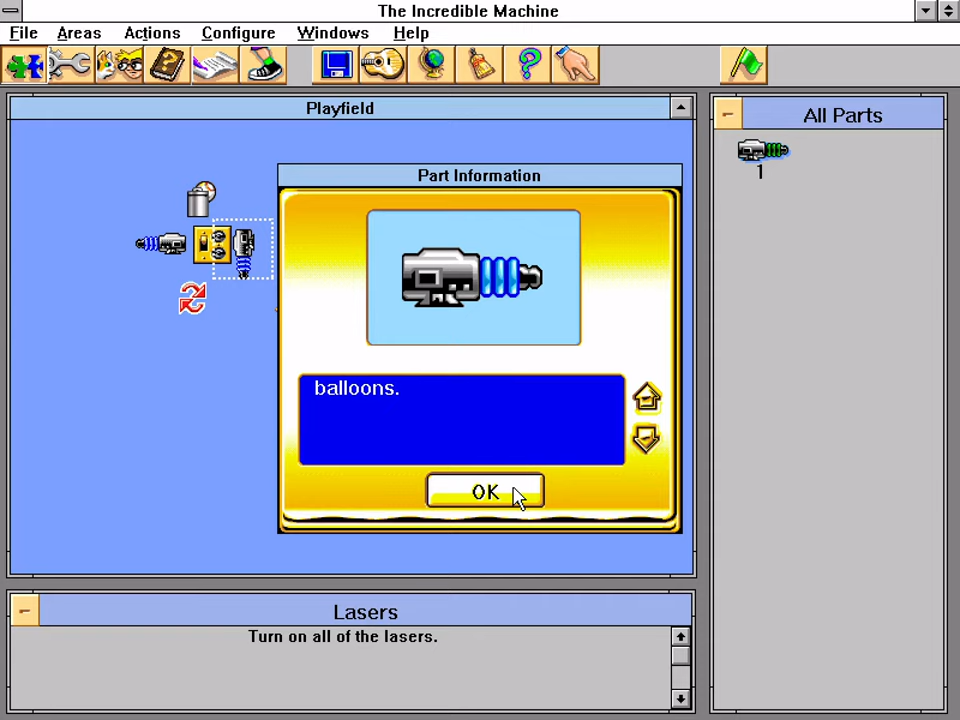 The Incredible Machine
File Areas Actions Configure Windows Help
Playfield
All Parts
1
Part Information
balloons.
OK
Lasers
Turn on all of the lasers.